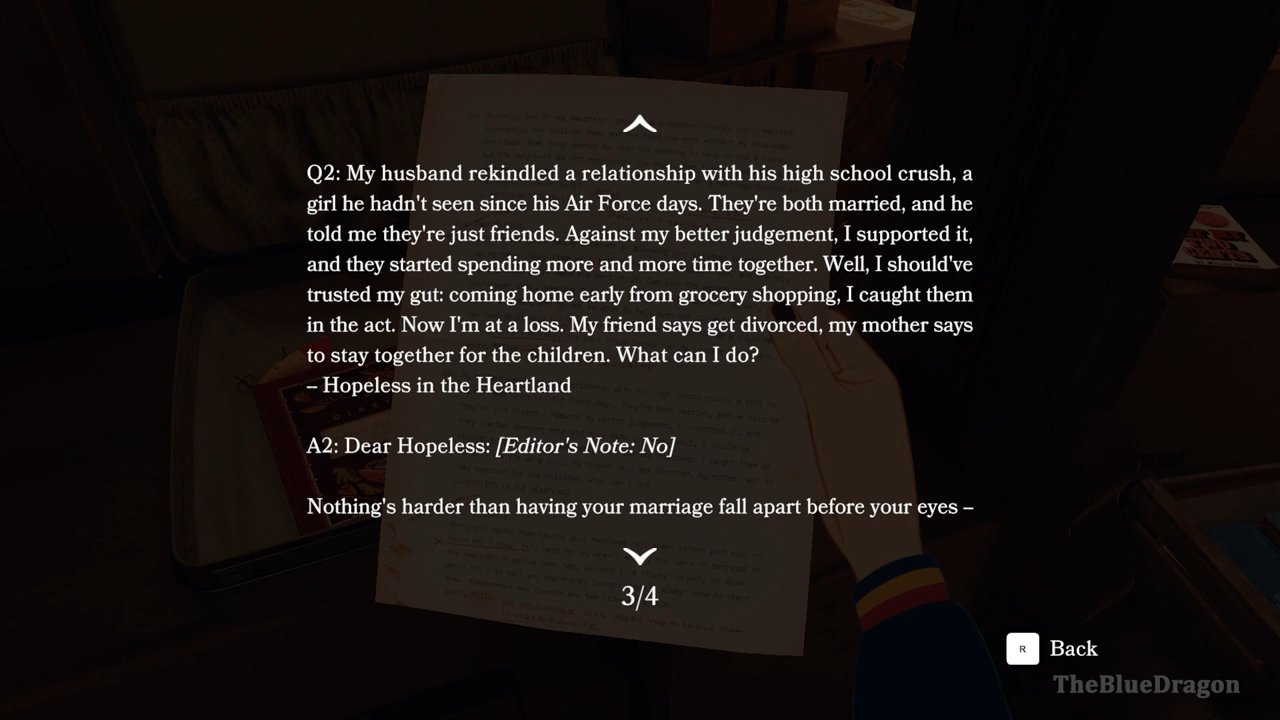 Q2: My husband rekindled a relationship with his high school crush, a
girl he hadn't seen since his Air Force days. They're both married, and he
told me they're just friends. Against my better judgement, I supported it,
and they started spending more and more time together. Well, I should've
trusted my gut: coming home early from grocery shopping, I caught them
in the act. Now I'm at a loss. My friend says get divorced, my mother says
to stay together for the children. What can I do?
– Hopeless in the Heartland
A2: Dear Hopeless: [Editor's Note: No]
Nothing's harder than having your marriage fall apart before your eyes –
3/4
R Back
TheBlueDragon